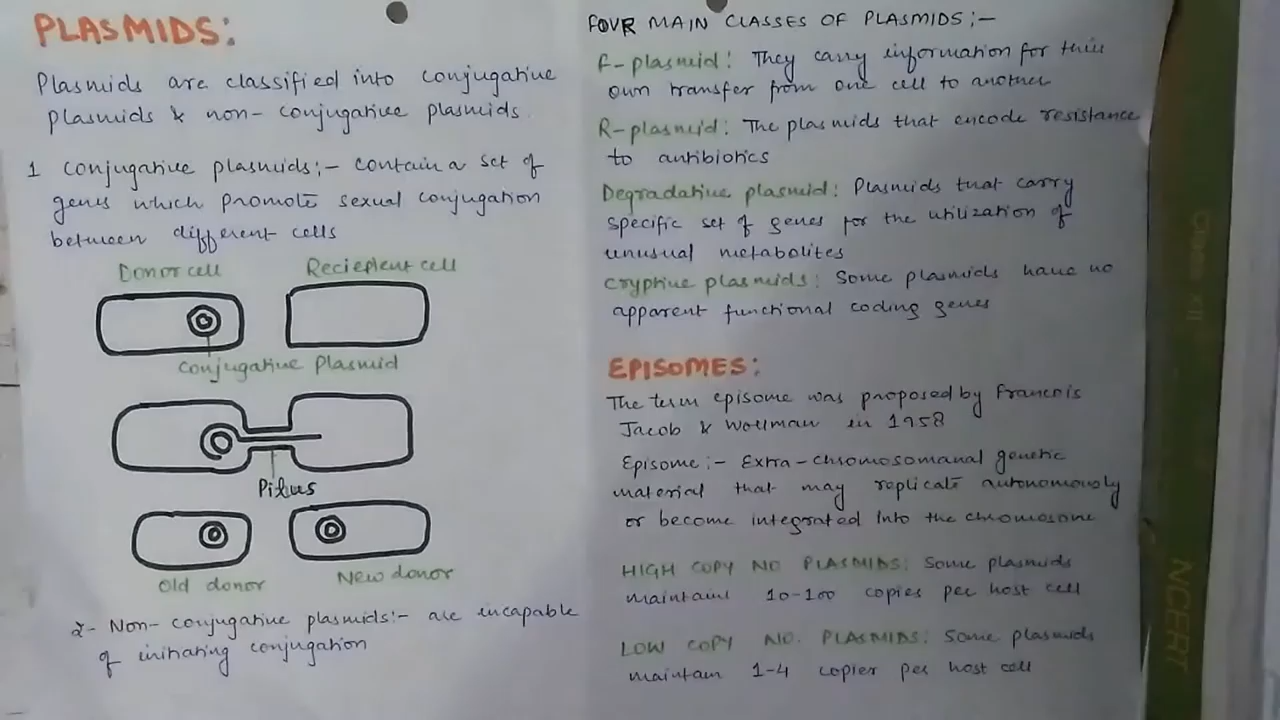 PLASMIDS:
Plasmids are classified into conjugative
plasmids & non-conjugative plasmids.
1 Conjugative plasmids:- contain a set of
genes which promote sexual conjugation
between different cells
Donor cell
Reciepient cell
Conjugative Plasmid
Pilus
Old donor
New donor
2- Non-conjugative plasmids:- are incapable
of initiating conjugation
FOUR MAIN CLASSES OF PLASMIDS:-
F-plasmid: They carry information for their
own transfer from one cell to another
R-plasmid: The plasmids that encode resistance
to antibiotics
Degradative plasmid: Plasmids that carry
specific set of genes for the utilization of
unusual metabolites
Cryptive plasmids: Some plasmids have no
apparent functional coding genes
EPISOMES:
The term episome was proposed by Francois
Jacob & Wollman in 1958
Episome:- Extra-chromosomanal genetic
material that may replicate autonomously
or become integrated Into the chromosome
HIGH COPY NO PLASMIDS: Some plasmids
maintain 10-100 copies per host cell
LOW COPY NO. PLASMIDS: Some plasmids
maintain 1-4 copies per host cell
Class XII
NCERT